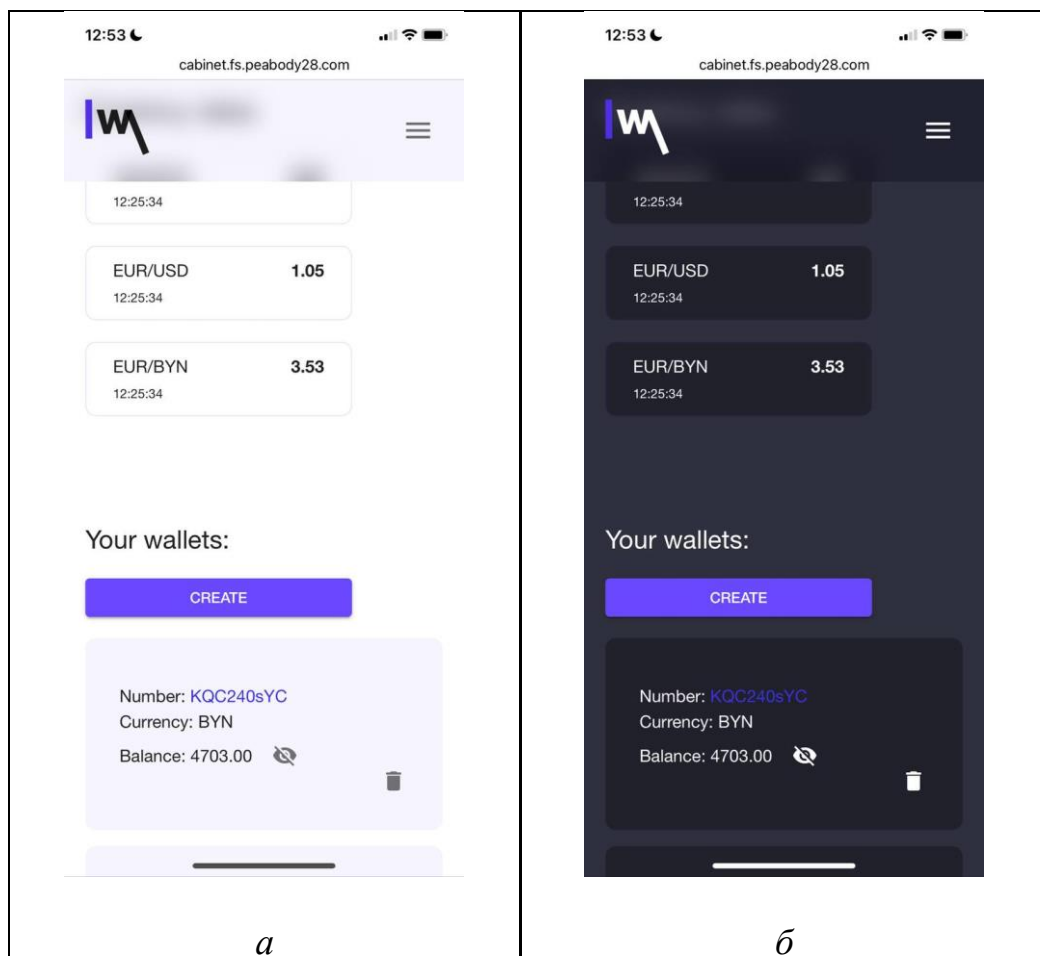 12:53
cabinet.fs.peabody28.com
12:25:34
EUR/USD 1.05
12:25:34
EUR/BYN 3.53
12:25:34
Your wallets:
CREATE
Number: KQC240sYC
Currency: BYN
Balance: 4703.00
а
12:53
cabinet.fs.peabody28.com
12:25:34
EUR/USD 1.05
12:25:34
EUR/BYN 3.53
12:25:34
Your wallets:
CREATE
Number: KQC240sYC
Currency: BYN
Balance: 4703.00
б